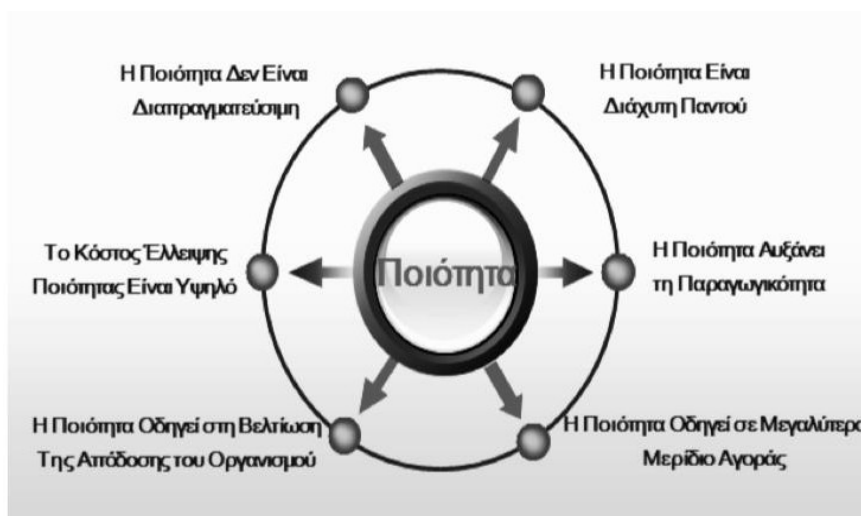 Η Ποιότητα Δεν Είναι
Διαπραγματεύσιμη
Η Ποιότητα Είναι
Διάχυτη Παντού
Το Κόστος Έλλειψης
Ποιότητας Είναι Υψηλό
Ποιότητα
Η Ποιότητα Αυξάνει
τη Παραγωγικότητα
Η Ποιότητα Οδηγεί στη Βελτίωση
Της Απόδοσης του Οργανισμού
Η Ποιότητα Οδηγεί σε Μεγαλύτερο
Μερίδιο Αγοράς